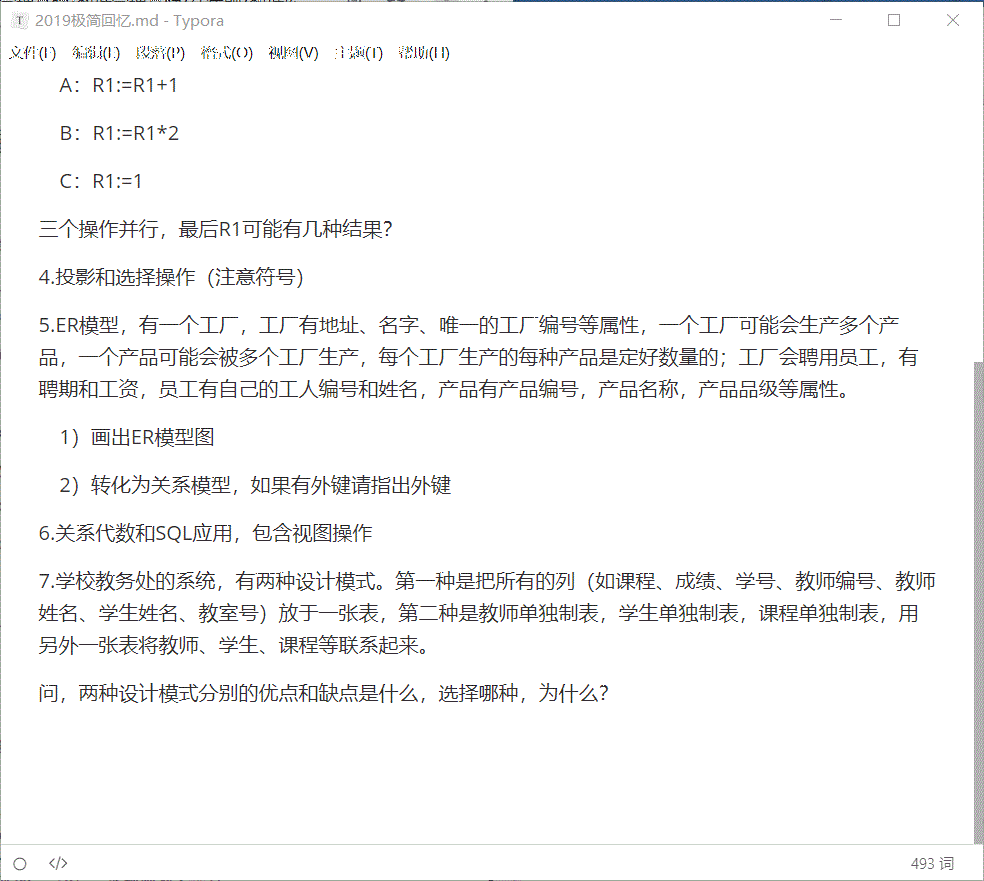 2019极简回忆.md - Typora
文件(F) 编辑(E) 段落(P) 格式(O) 视图(V) 主题(T) 帮助(H)
A：R1:=R1+1
B：R1:=R1*2
C：R1:=1
三个操作并行，最后R1可能有几种结果？
4.投影和选择操作（注意符号）
5.ER模型，有一个工厂，工厂有地址、名字、唯一的工厂编号等属性，一个工厂可能会生产多个产
品，一个产品可能会被多个工厂生产，每个工厂生产的每种产品是定好数量的；工厂会聘用员工，有
聘期和工资，员工有自己的工人编号和姓名，产品有产品编号，产品名称，产品品级等属性。
1）画出ER模型图
2）转化为关系模型，如果有外键请指出外键
6.关系代数和SQL应用，包含视图操作
7.学校教务处的系统，有两种设计模式。第一种是把所有的列（如课程、成绩、学号、教师编号、教师
姓名、学生姓名、教室号）放于一张表，第二种是教师单独制表，学生单独制表，课程单独制表，用
另外一张表将教师、学生、课程等联系起来。
问，两种设计模式分别的优点和缺点是什么，选择哪种，为什么？
493 词